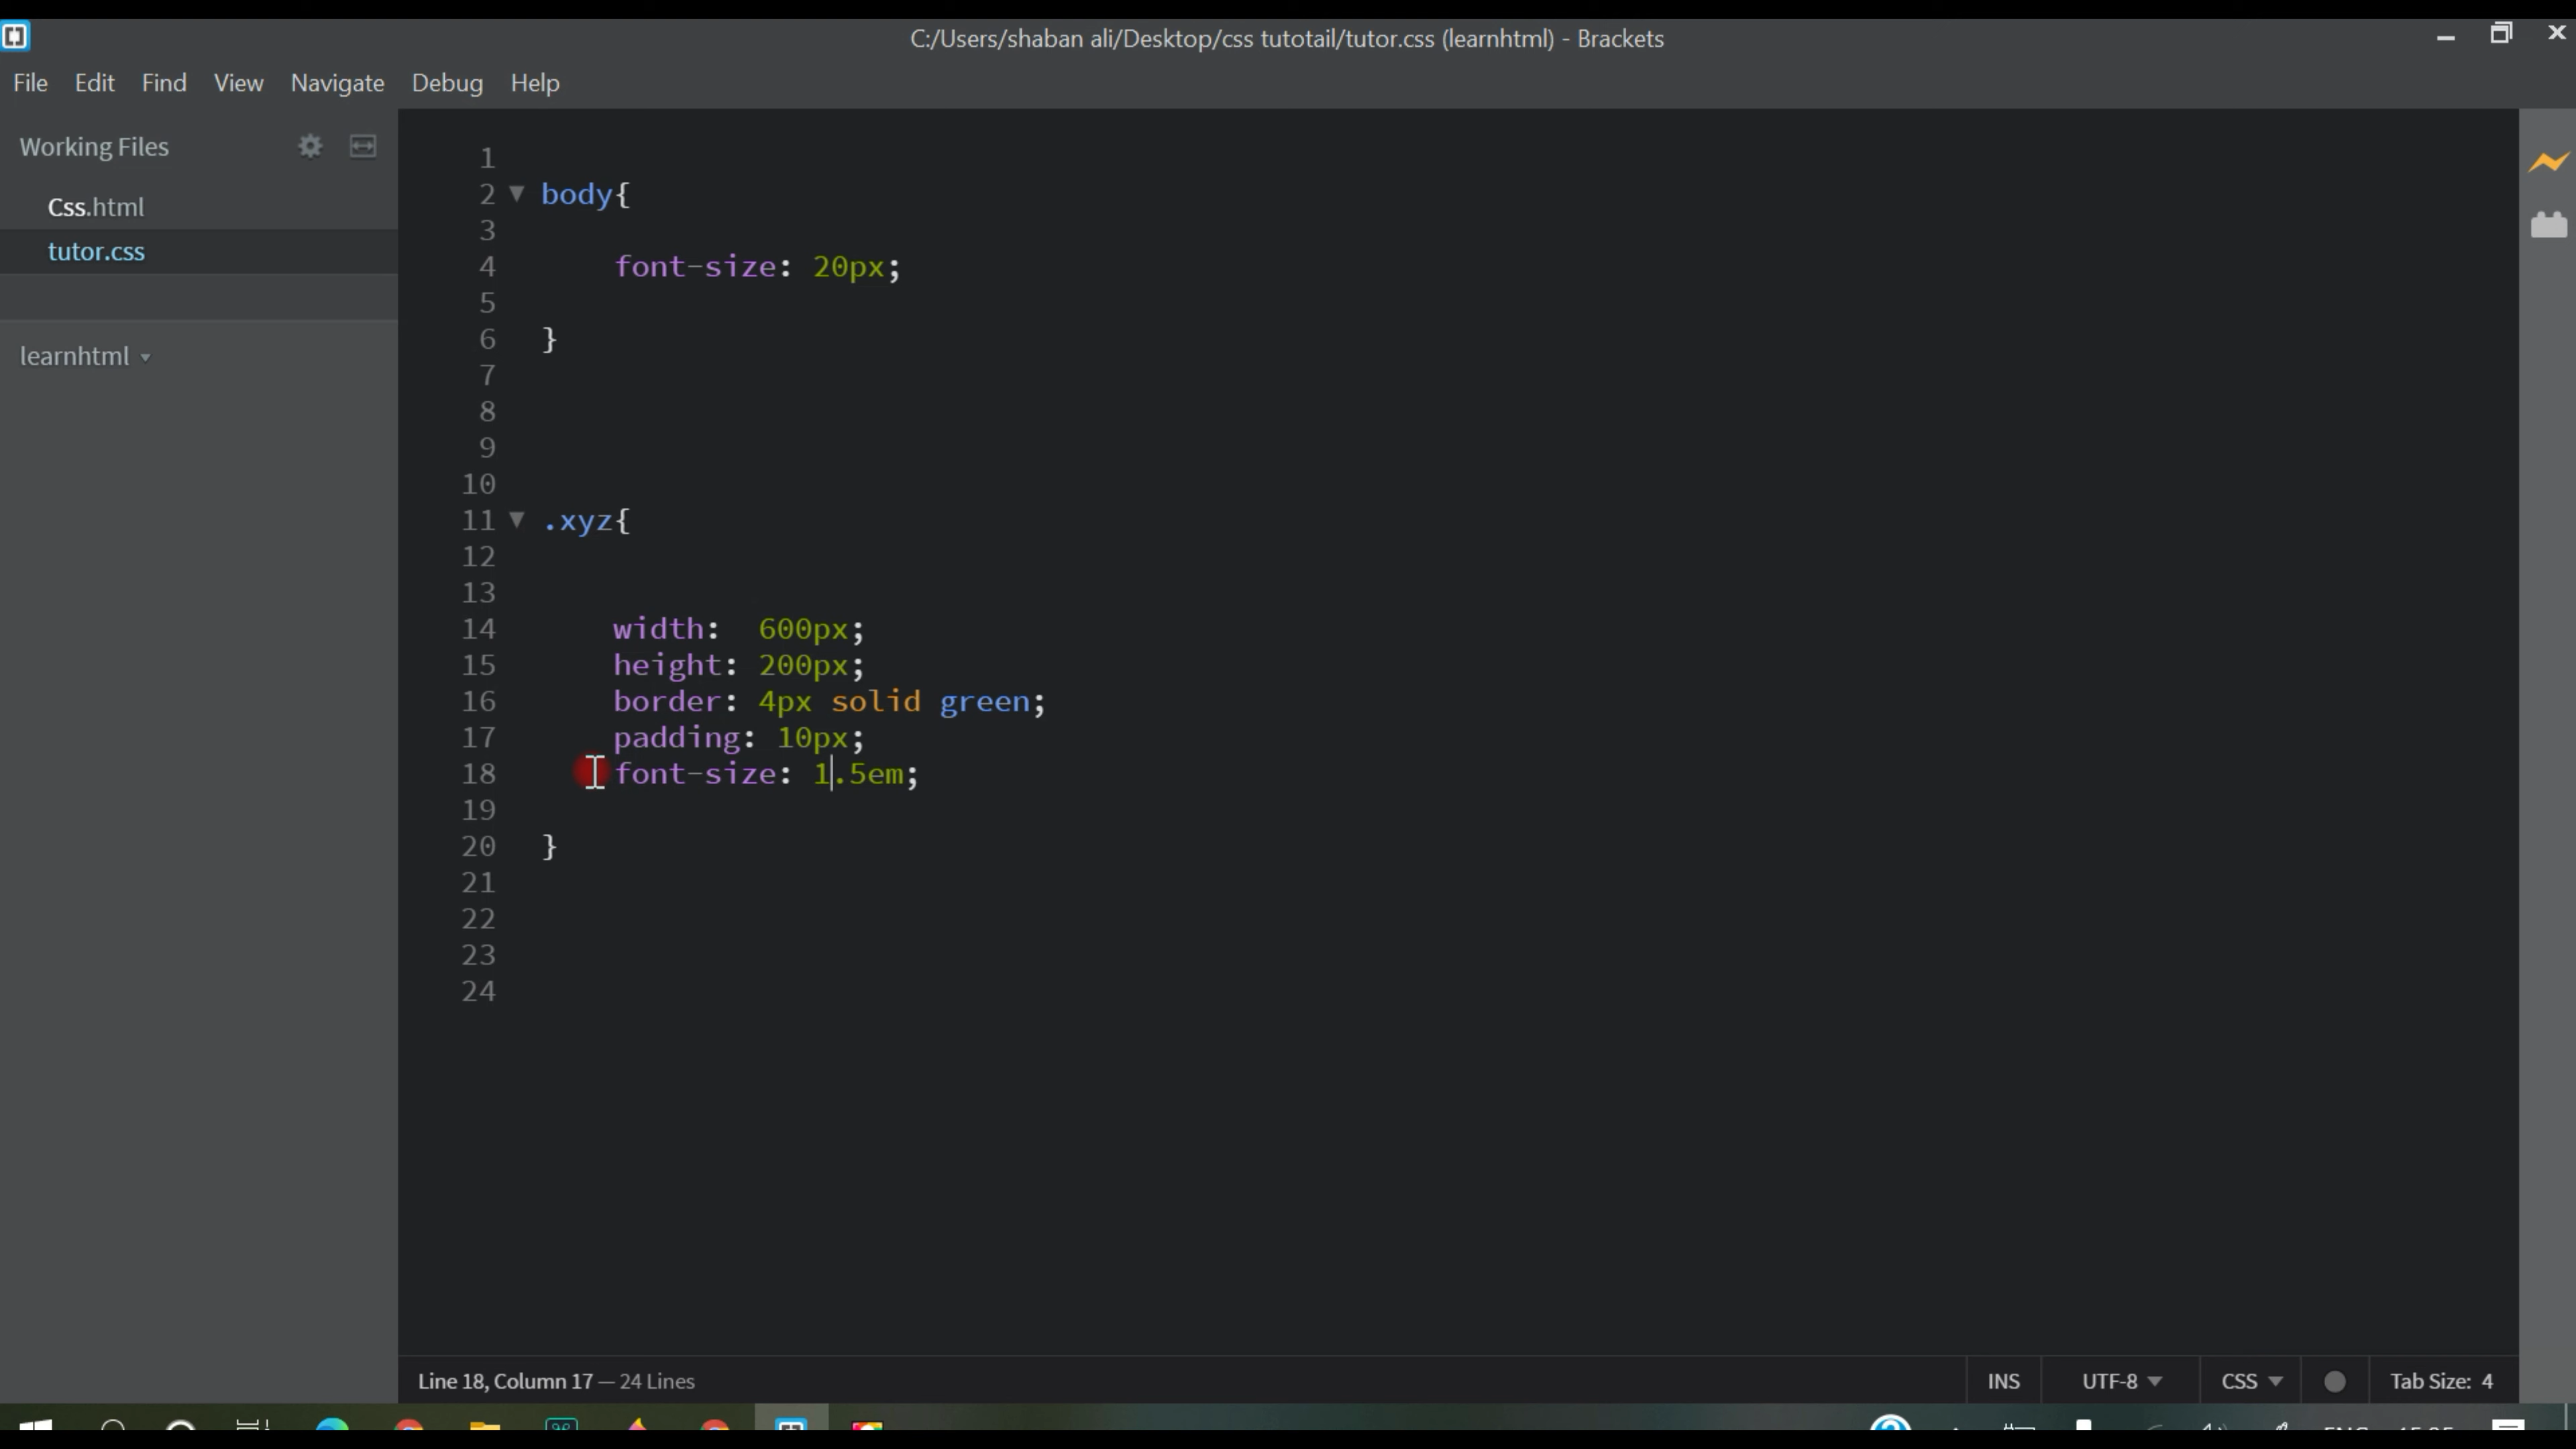 C:/Users/shaban ali/Desktop/css tutotail/tutor.css (learnhtml) - Brackets
File Edit Find View Navigate Debug Help
Working Files
Css.html
tutor.css
learnhtml
1
2 body{
3
4 font-size: 20px;
5
6 }
7
8
9
10
11 .xyz{
12
13
14 width: 600px;
15 height: 200px;
16 border: 4px solid green;
17 padding: 10px;
18 font-size: 1.5em;
19
20 }
21
22
23
24
Line 18, Column 17 — 24 Lines
INS UTF-8 CSS Tab Size: 4